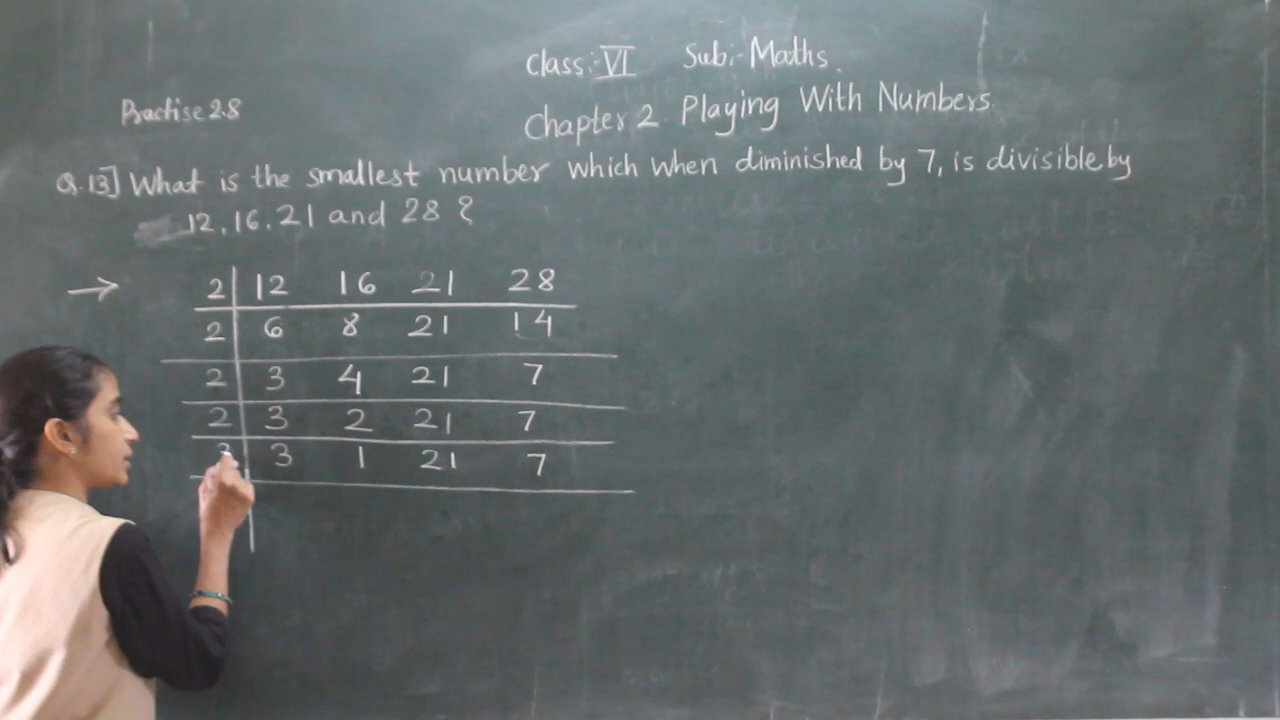 Class:- VI Sub:- Maths.
Practise 2.8
Chapter 2. Playing With Numbers.
Q.13] What is the smallest number which when diminished by 7, is divisible by
12, 16, 21 and 28 ?
→ 2 | 12 16 21 28
2 | 6 8 21 14
2 | 3 4 21 7
2 | 3 2 21 7
3 1 21 7